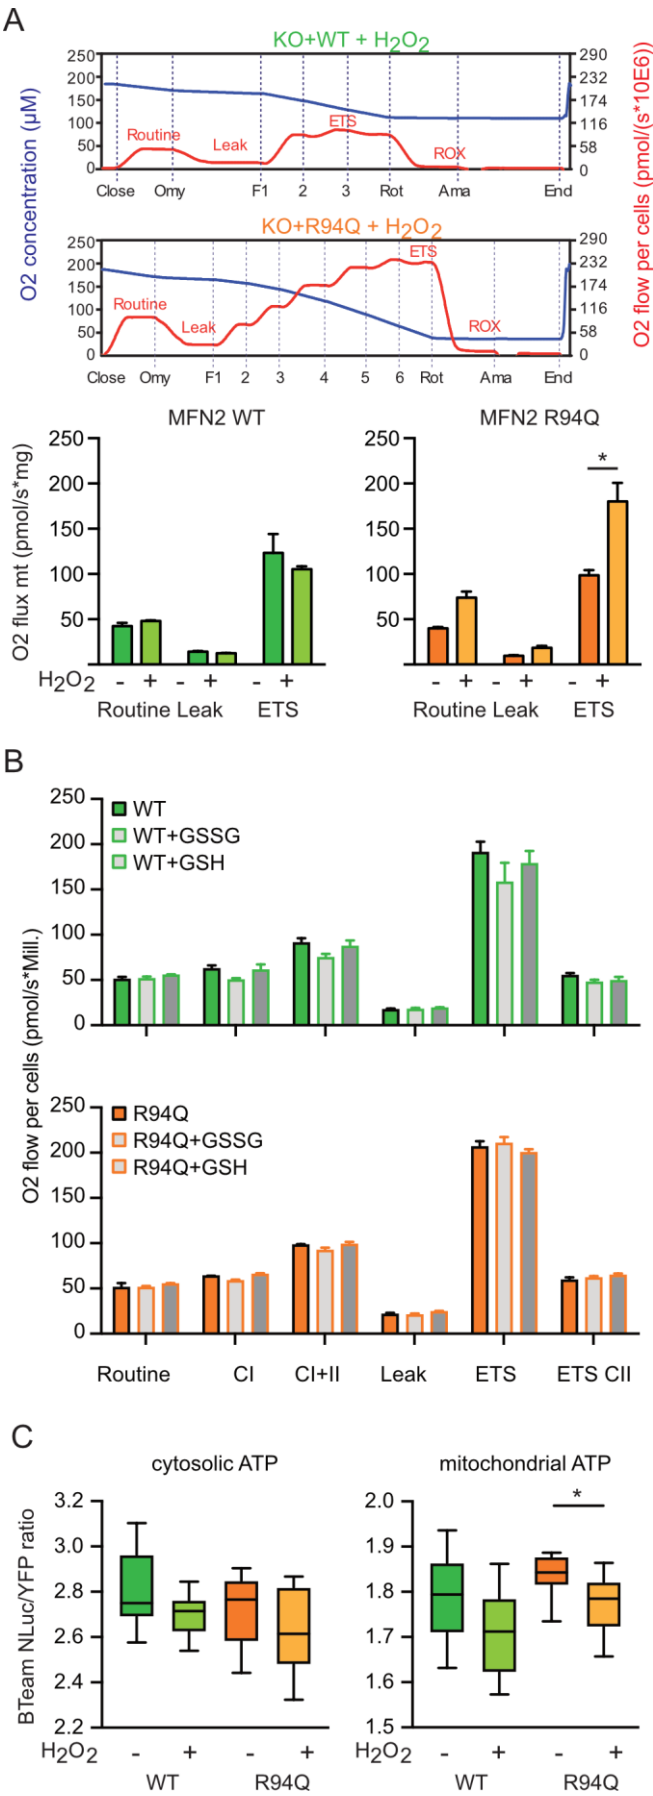 A
KO+WT + H2O2
O2 concentration (µM)
O2 flow per cells (pmol/(s*10E6))
250
200
150
100
50
0
290
232
174
116
58
0
Routine
Leak
ETS
ROX
Close Omy F1 2 3 Rot Ama End
KO+R94Q + H2O2
250
200
150
100
50
0
290
232
174
116
58
0
Routine
Leak
ETS
ROX
Close Omy F1 2 3 4 5 6 Rot Ama End
MFN2 WT
O2 flux mt (pmol/s*mg)
250
200
150
100
50
H2O2 - + - + - +
Routine Leak ETS
MFN2 R94Q
250
200
150
100
50
*
- + - + - +
Routine Leak ETS
B
O2 flow per cells (pmol/s*Mill.)
250
200
150
100
50
0
WT
WT+GSSG
WT+GSH
250
200
150
100
50
0
R94Q
R94Q+GSSG
R94Q+GSH
Routine CI CI+II Leak ETS ETS CII
C
cytosolic ATP
BTeam NLuc/YFP ratio
3.2
3.0
2.8
2.6
2.4
2.2
H2O2 - + - +
WT R94Q
mitochondrial ATP
2.0
1.9
1.8
1.7
1.6
1.5
*
H2O2 - + - +
WT R94Q